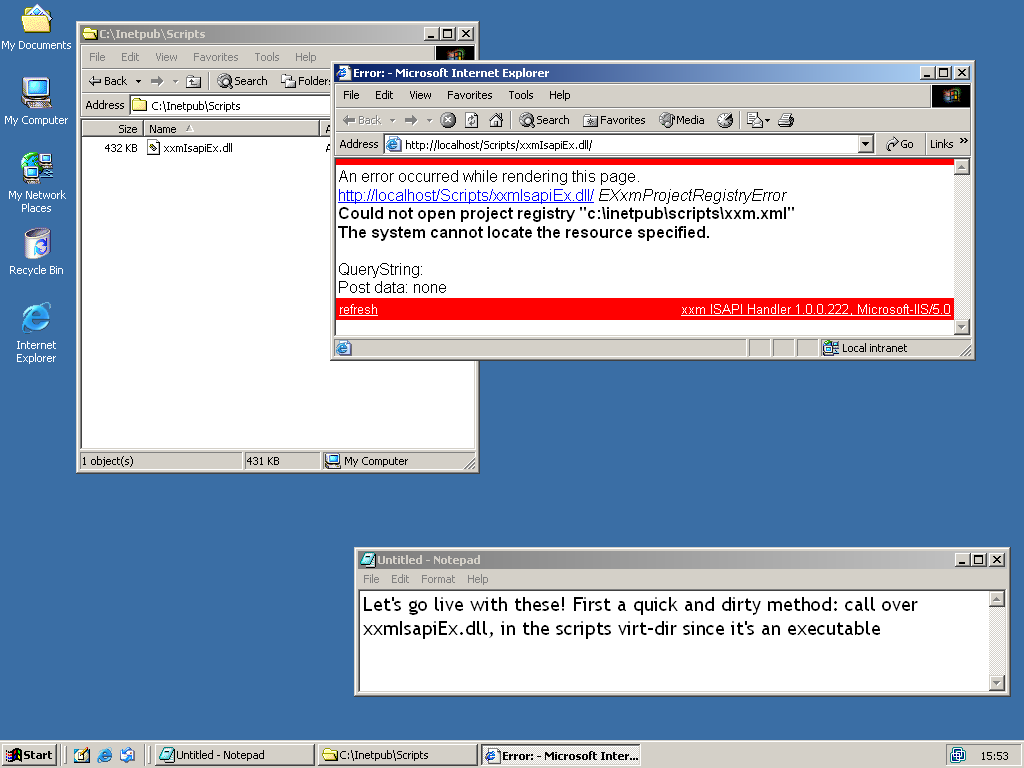 My Documents
My Computer
My Network
Places
Recycle Bin
Internet
Explorer
C:\Inetpub\Scripts
File Edit View Favorites Tools Help
Back Search Folders
Address C:\Inetpub\Scripts
Size Name
432 KB xxmIsapiEx.dll
1 object(s) 431 KB My Computer
Error: - Microsoft Internet Explorer
File Edit View Favorites Tools Help
Back Search Favorites Media
Address http://localhost/Scripts/xxmIsapiEx.dll/ Go Links »
An error occurred while rendering this page.
http://localhost/Scripts/xxmIsapiEx.dll/ EXxmProjectRegistryError
Could not open project registry "c:\inetpub\scripts\xxm.xml"
The system cannot locate the resource specified.
QueryString:
Post data: none
refresh xxm ISAPI Handler 1.0.0.222, Microsoft-IIS/5.0
Local intranet
Untitled - Notepad
File Edit Format Help
Let's go live with these! First a quick and dirty method: call over
xxmIsapiEx.dll, in the scripts virt-dir since it's an executable
Start Untitled - Notepad C:\Inetpub\Scripts Error: - Microsoft Inter... 15:53